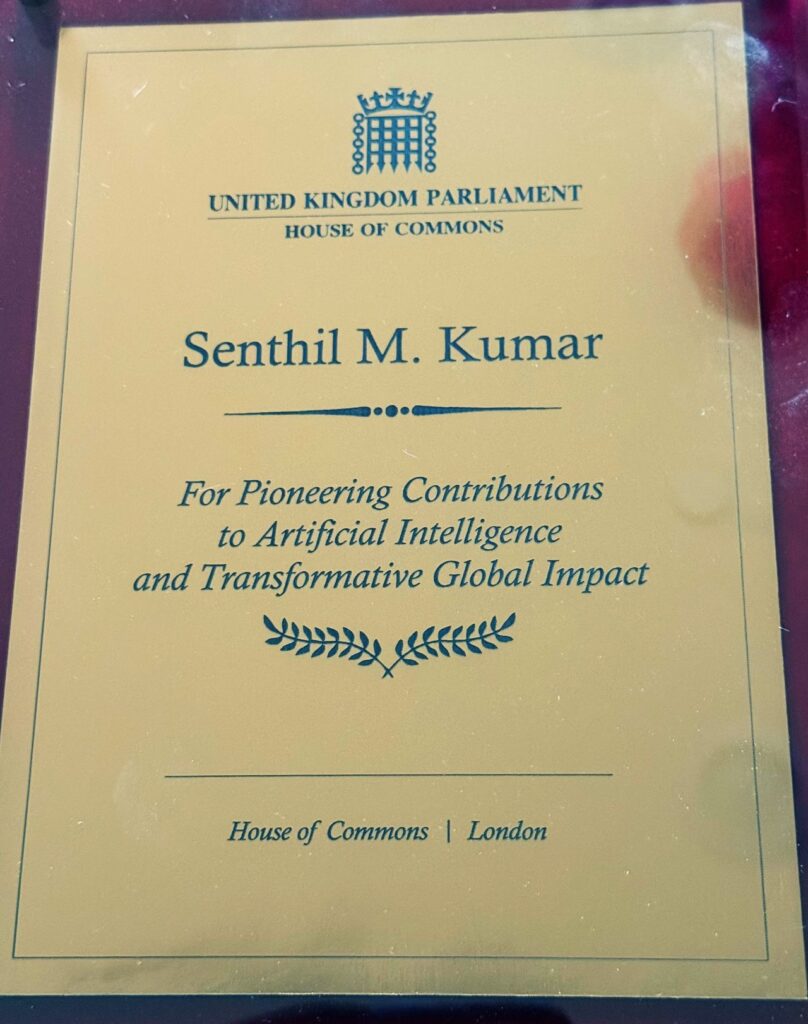 UNITED KINGDOM PARLIAMENT
HOUSE OF COMMONS
Senthil M. Kumar
For Pioneering Contributions
to Artificial Intelligence
and Transformative Global Impact
House of Commons | London